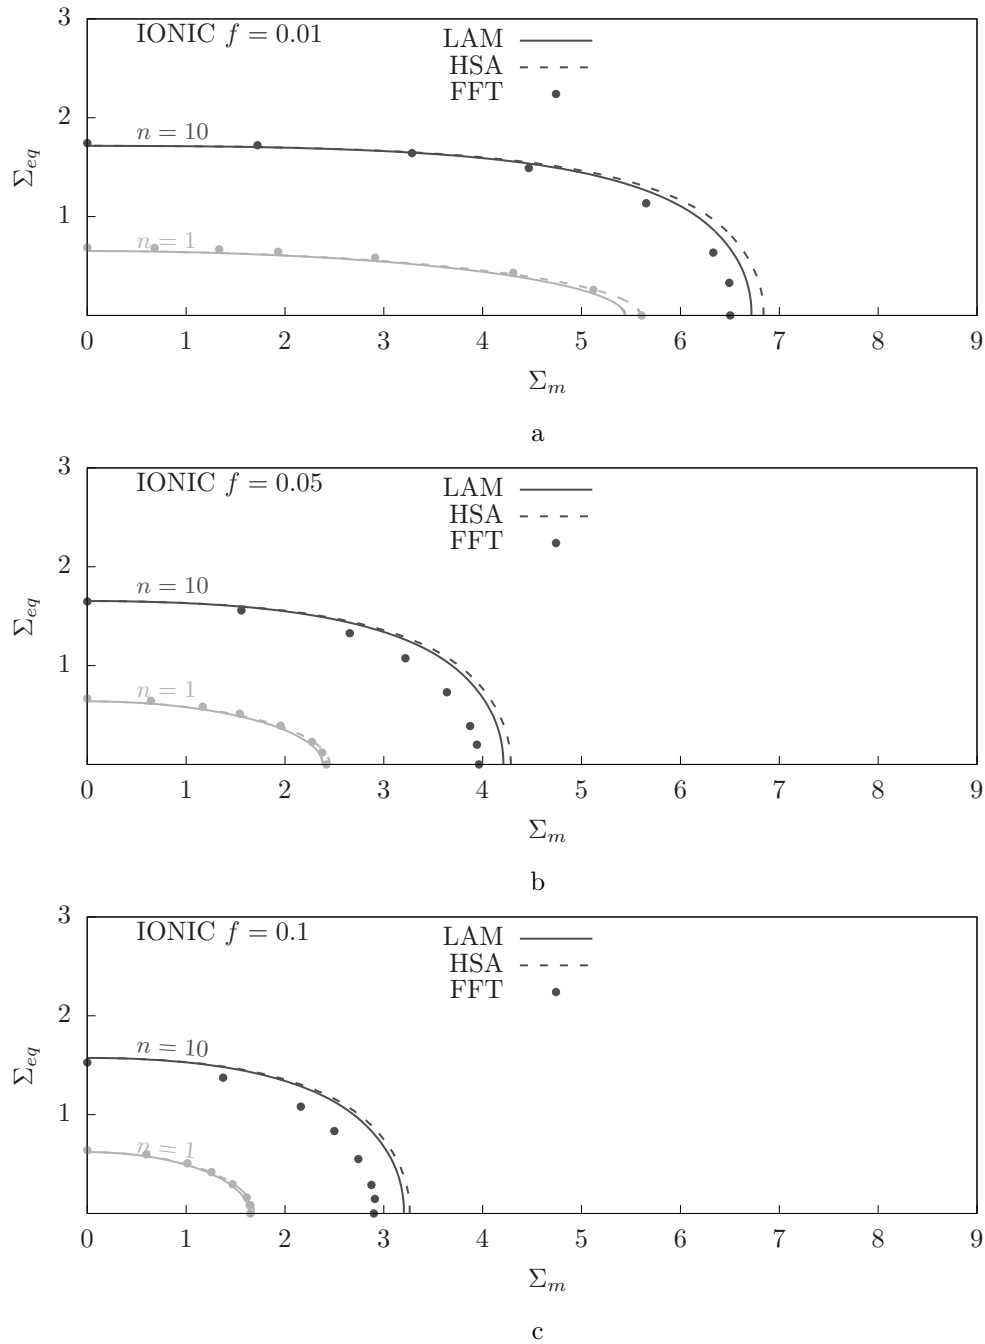 IONIC f = 0.01
LAM
HSA
FFT
n = 10
n = 1
3
2
1
Σeq
0 1 2 3 4 5 6 7 8 9
Σm
a
IONIC f = 0.05
LAM
HSA
FFT
n = 10
n = 1
3
2
1
Σeq
0 1 2 3 4 5 6 7 8 9
Σm
b
IONIC f = 0.1
LAM
HSA
FFT
n = 10
n = 1
3
2
1
Σeq
0 1 2 3 4 5 6 7 8 9
Σm
c